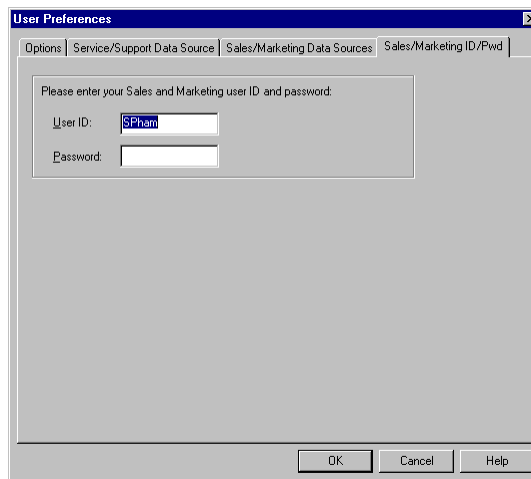 User Preferences
Options Service/Support Data Source Sales/Marketing Data Sources Sales/Marketing ID/Pwd
Please enter your Sales and Marketing user ID and password:
User ID: SPham
Password:
OK Cancel Help